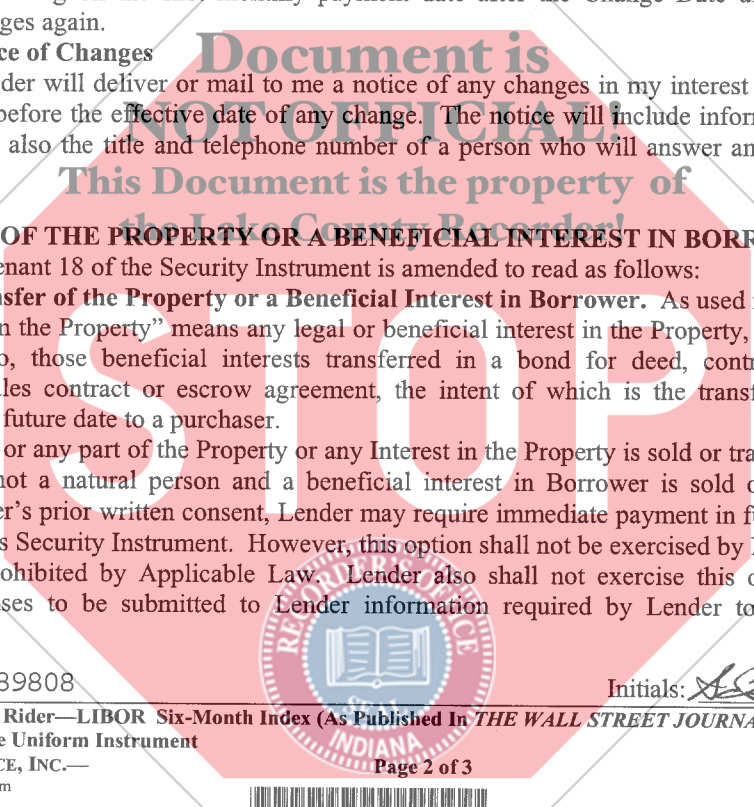 ges again.
ce of Changes
Document is
der will deliver or mail to me a notice of any changes in my interest
before the effective date of any change. The notice will include infor
NOT OFFICIAL!
also the title and telephone number of a person who will answer an
This Document is the property of
the Lake County Recorder!
OF THE PROPERTY OR A BENEFICIAL INTEREST IN BORR
enant 18 of the Security Instrument is amended to read as follows:
nsfer of the Property or a Beneficial Interest in Borrower. As used
n the Property” means any legal or beneficial interest in the Property,
o, those beneficial interests transferred in a bond for deed, contr
les contract or escrow agreement, the intent of which is the transf
future date to a purchaser.
STOP
or any part of the Property or any Interest in the Property is sold or tra
not a natural person and a beneficial interest in Borrower is sold o
er’s prior written consent, Lender may require immediate payment in f
s Security Instrument. However, this option shall not be exercised by
ohibited by Applicable Law. Lender also shall not exercise this o
ses to be submitted to Lender information required by Lender to
RECORDER'S OFFICE
SEAL
INDIANA
39808
Initials:
Rider—LIBOR Six-Month Index (As Published In THE WALL STREET JOURNA
e Uniform Instrument
CE, INC.—
Page 2 of 3
m